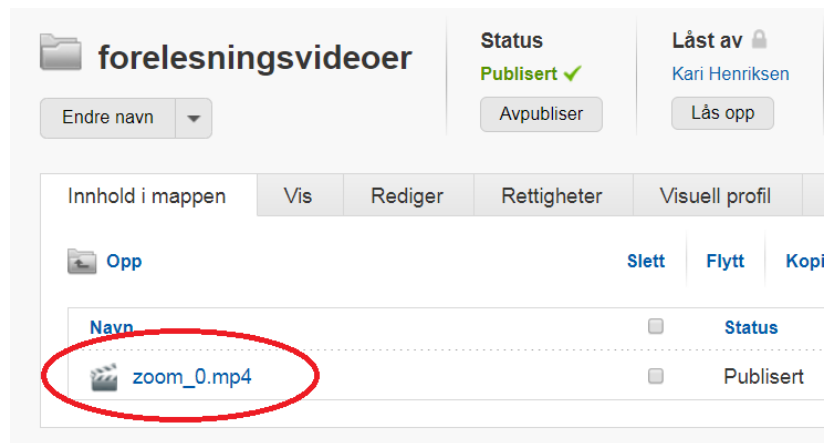 forelesningsvideoer
Status
Låst av
Publisert
Kari Henriksen
Endre navn
Avpubliser
Lås opp
Innhold i mappen Vis Rediger Rettigheter Visuell profil
Opp Slett Flytt Kopi
Navn Status
zoom_0.mp4 Publisert